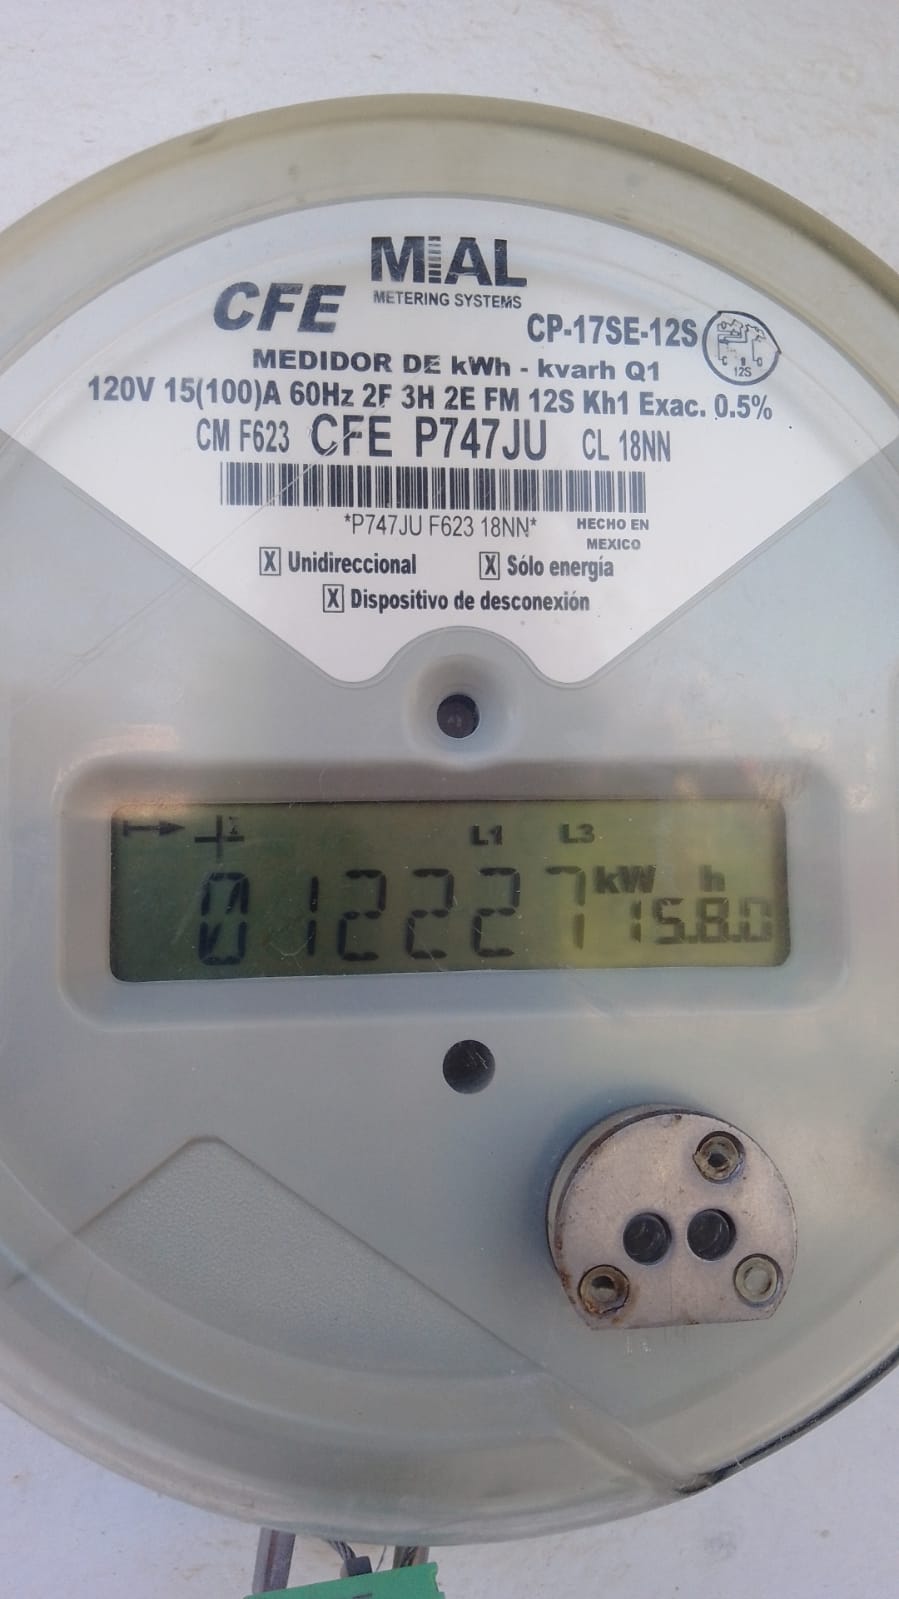 MIAL
METERING SYSTEMS
CFE
CP-17SE-12S
12S
MEDIDOR DE kWh - kvarh Q1
120V 15(100)A 60Hz 2F 3H 2E FM 12S Kh1 Exac. 0.5%
CM F623 CFE P747JU CL 18NN
*P747JU F623 18NN*
HECHO EN
MEXICO
X Unidireccional X Sólo energía
X Dispositivo de desconexión
L1 L3
012227 kW h 15.8.0